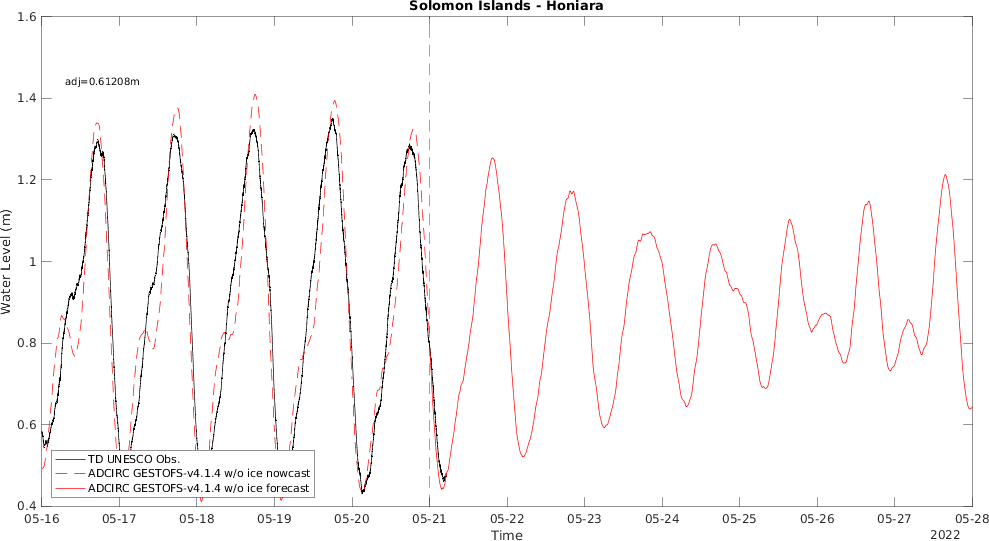 Solomon Islands - Honiara
1.6
adj=0.61208m
1.4
1.2
1
0.8
0.6
0.4
Water Level (m)
TD UNESCO Obs.
ADCIRC GESTOFS-v4.1.4 w/o ice nowcast
ADCIRC GESTOFS-v4.1.4 w/o ice forecast
05-16 05-17 05-18 05-19 05-20 05-21 05-22 05-23 05-24 05-25 05-26 05-27 05-28
Time
2022